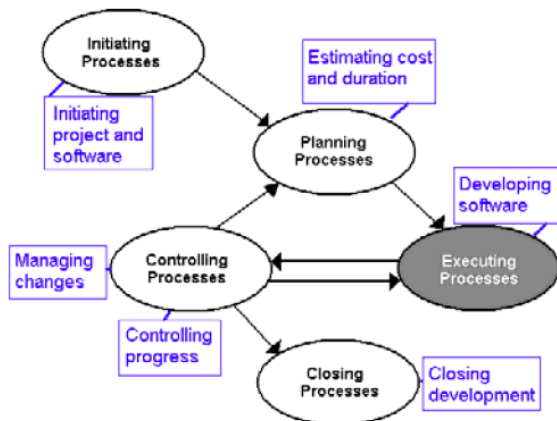 Initiating
Processes
Initiating
project and
software
Estimating cost
and duration
Planning
Processes
Developing
software
Executing
Processes
Managing
changes
Controlling
Processes
Controlling
progress
Closing
Processes
Closing
development